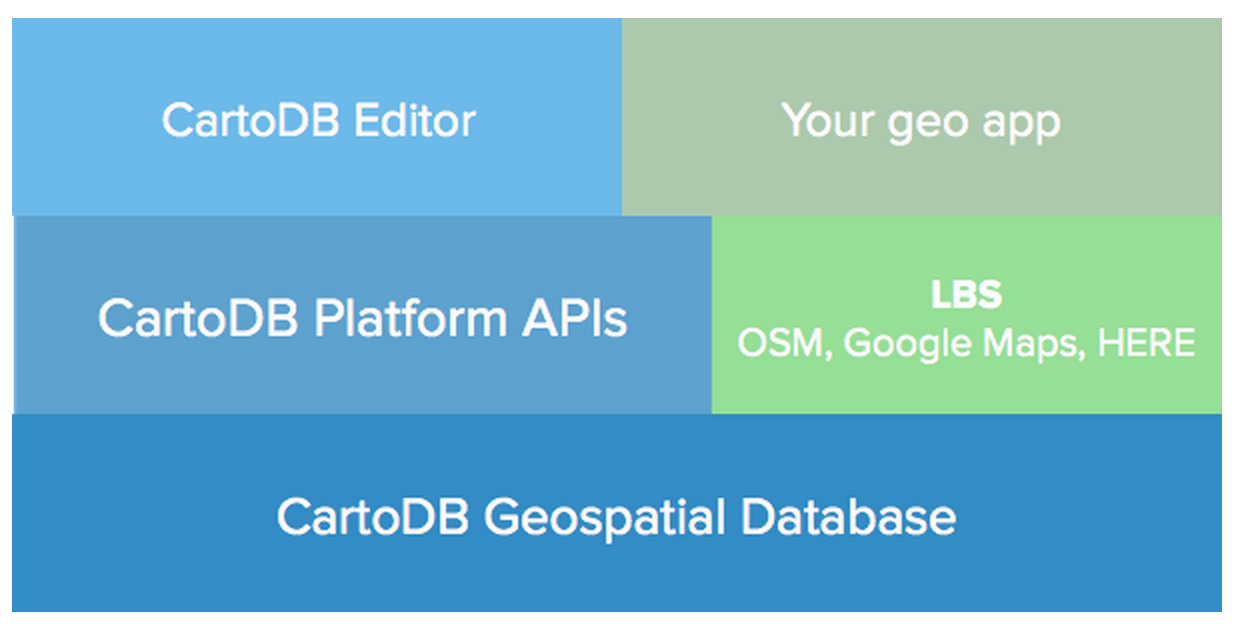 CartoDB Editor
Your geo app
CartoDB Platform APIs
LBS
OSM, Google Maps, HERE
CartoDB Geospatial Database